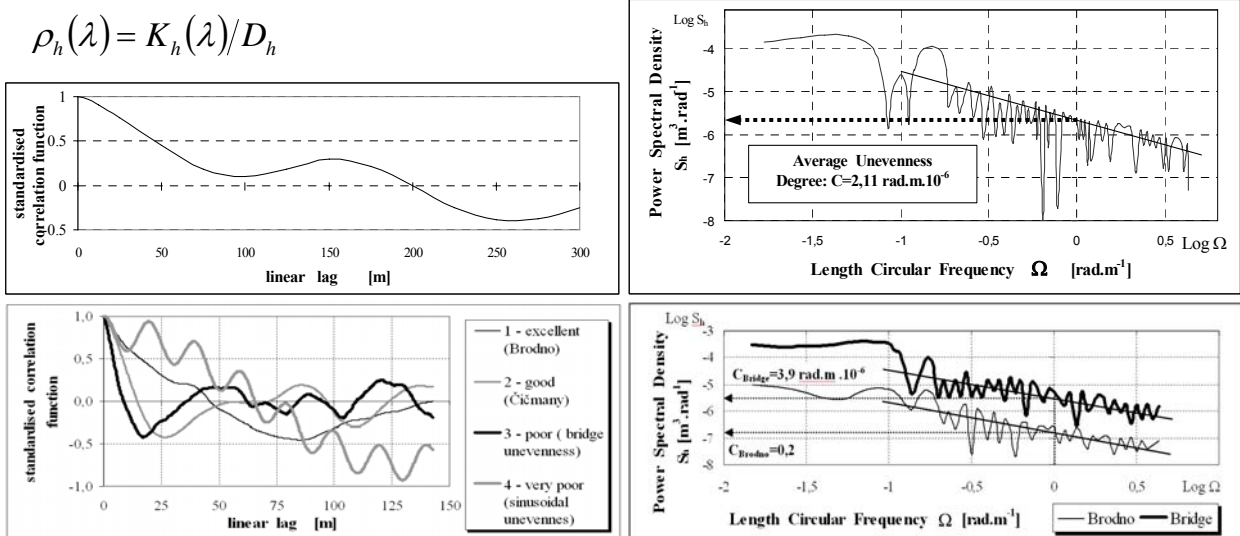 ρh(λ) = Kh(λ)/Dh
standardised
correlation function
1
0.5
0
-0.5
0
50
100
150
200
250
300
linear lag [m]
Log Sh
Power Spectral Density
Sh [m3.rad-1]
-4
-5
-6
-7
-8
Average Unevenness
Degree: C=2,11 rad.m.10-6
-2
-1,5
-1
-0,5
0
0,5
Log Ω
Length Circular Frequency Ω [rad.m-1]
standardised correlation
function
1,0
0,5
0,0
-0,5
-1,0
0
25
50
75
100
125
150
linear lag [m]
1 - excellent
(Brodno)
2 - good
(Čičmany)
3 - poor ( bridge
unevenness)
4 - very poor
(sinusoidal
unevennes)
Log Sh
Power Spectral Density
Sh [m3.rad-1]
-3
-4
-5
-6
-7
-8
CBridge=3,9 rad.m .10-6
CBrodno=0,2
-2
-1,5
-1
-0,5
0
0,5
Log Ω
Length Circular Frequency Ω [rad.m-1]
Brodno
Bridge